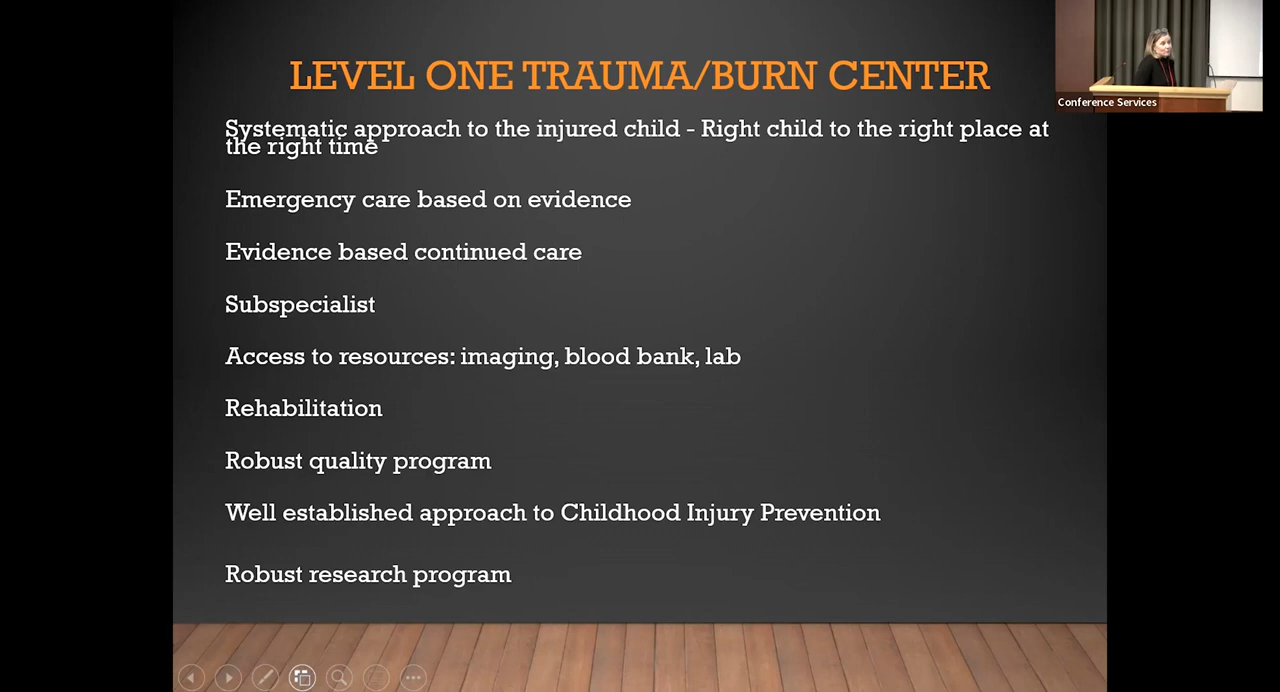 LEVEL ONE TRAUMA/BURN CENTER
Conference Services
Systematic approach to the injured child - Right child to the right place at
the right time
Emergency care based on evidence
Evidence based continued care
Subspecialist
Access to resources: imaging, blood bank, lab
Rehabilitation
Robust quality program
Well established approach to Childhood Injury Prevention
Robust research program